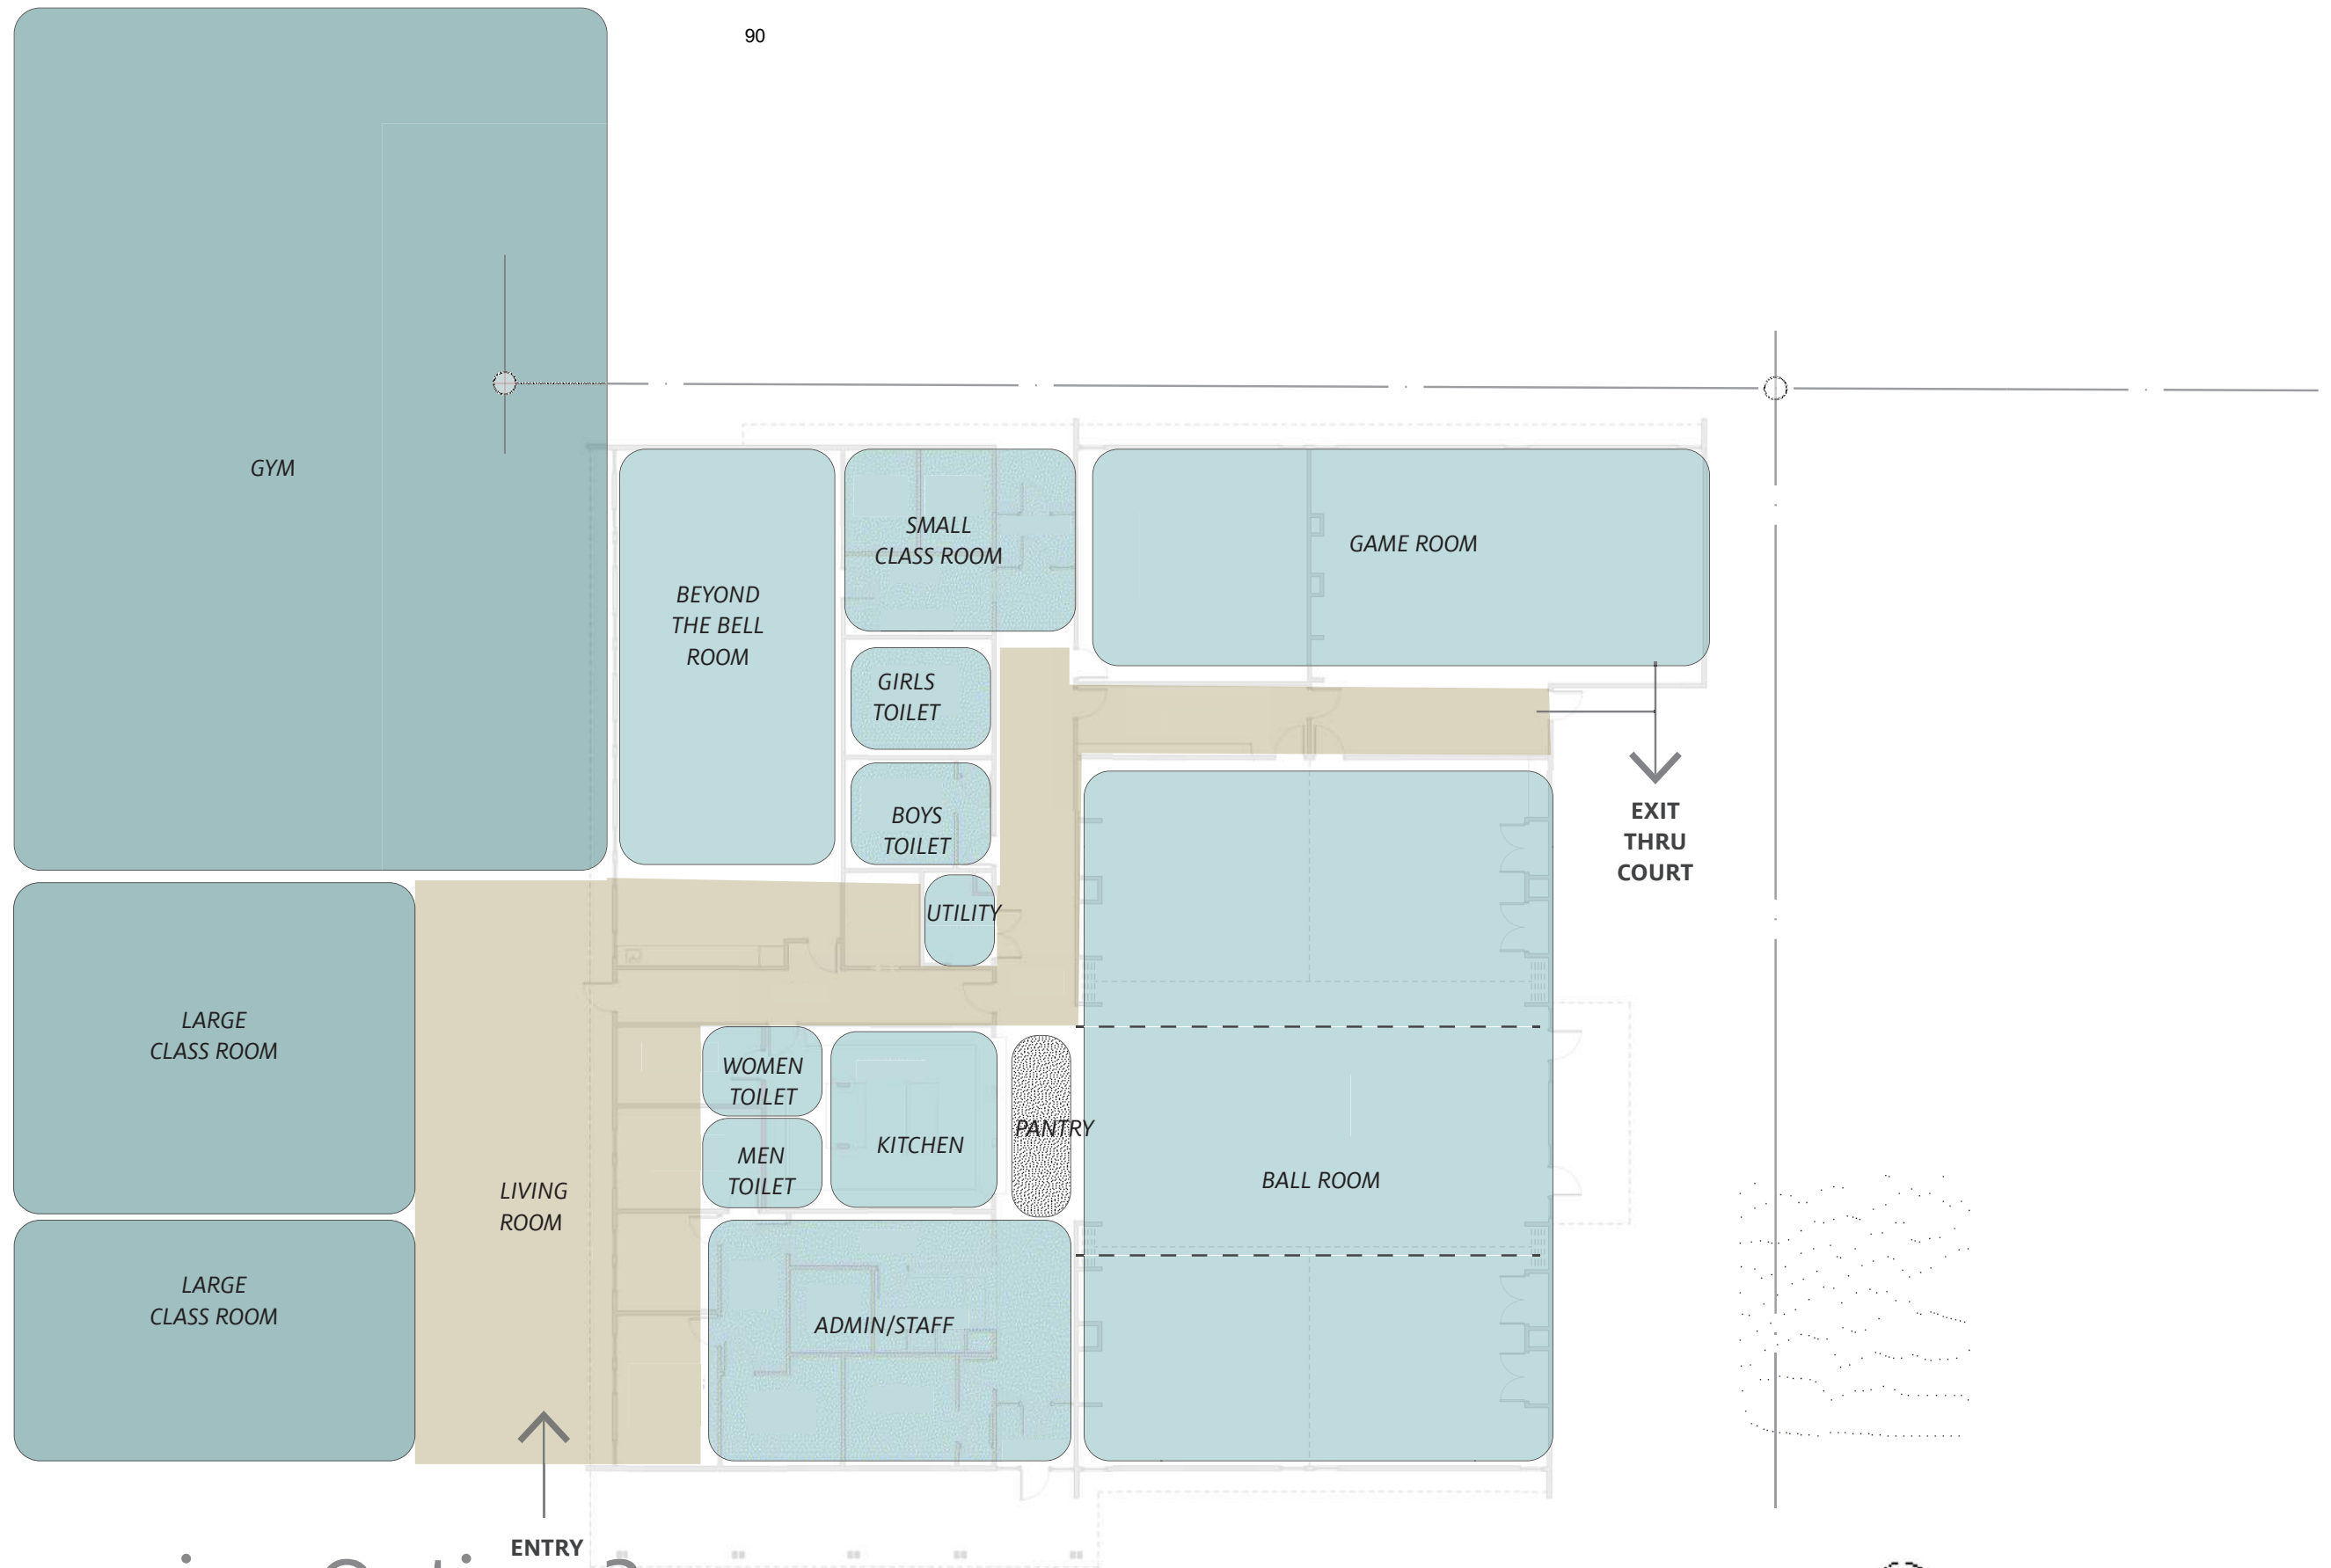 90
GYM
SMALL
CLASS ROOM
GAME ROOM
BEYOND
THE BELL
ROOM
GIRLS
TOILET
BOYS
TOILET
EXIT
THRU
COURT
UTILITY
LARGE
CLASS ROOM
WOMEN
TOILET
PANTRY
KITCHEN
MEN
TOILET
BALL ROOM
LIVING
ROOM
LARGE
CLASS ROOM
ADMIN/STAFF
ENTRY